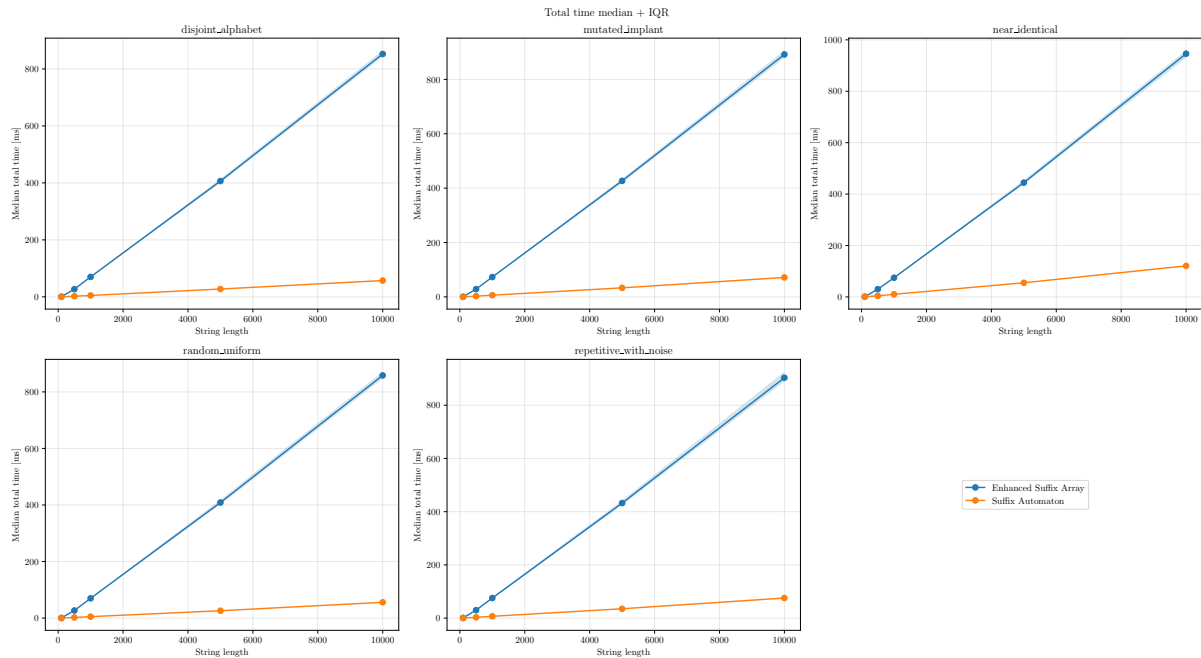 Total time median + IQR
disjoint_alphabet
Median total time [ms]
800
600
400
200
0
0 2000 4000 6000 8000 10000
String length
mutated_implant
Median total time [ms]
800
600
400
200
0
0 2000 4000 6000 8000 10000
String length
near_identical
Median total time [ms]
1000
800
600
400
200
0
0 2000 4000 6000 8000 10000
String length
random_uniform
Median total time [ms]
800
600
400
200
0
0 2000 4000 6000 8000 10000
String length
repetitive_with_noise
Median total time [ms]
800
600
400
200
0
0 2000 4000 6000 8000 10000
String length
Enhanced Suffix Array
Suffix Automaton